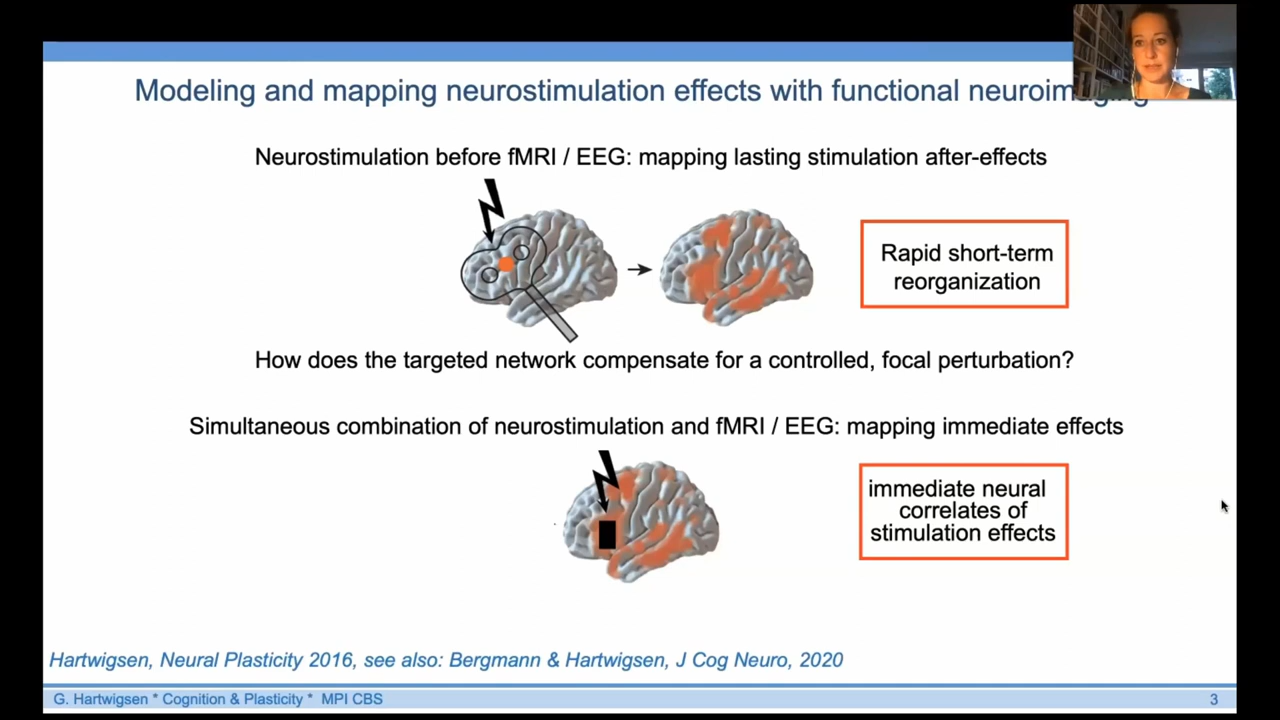 Modeling and mapping neurostimulation effects with functional neuroimaging
Neurostimulation before fMRI / EEG: mapping lasting stimulation after-effects
Rapid short-term
reorganization
How does the targeted network compensate for a controlled, focal perturbation?
Simultaneous combination of neurostimulation and fMRI / EEG: mapping immediate effects
immediate neural
correlates of
stimulation effects
Hartwigsen, Neural Plasticity 2016, see also: Bergmann & Hartwigsen, J Cog Neuro, 2020
G. Hartwigsen * Cognition & Plasticity * MPI CBS
3